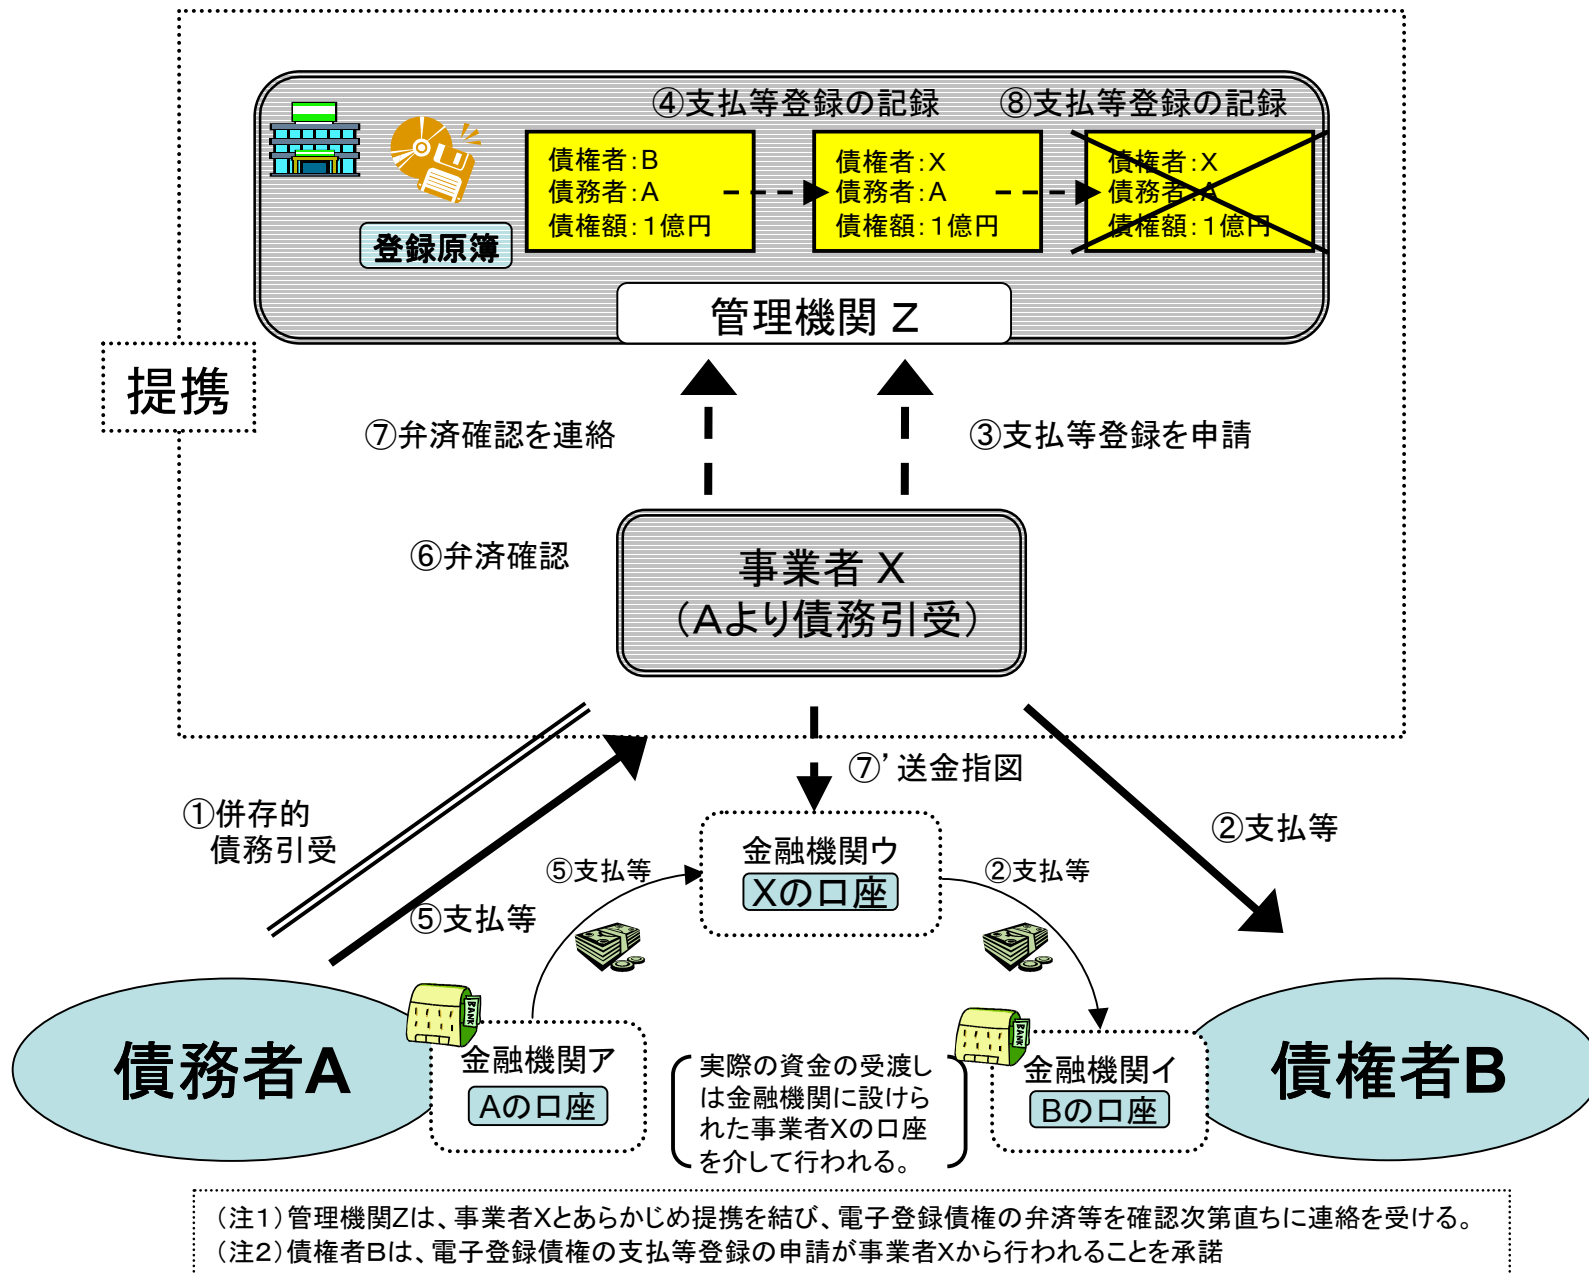 ④支払等登録の記録
⑧支払等登録の記録
債権者:B
債務者:A
債権額:1億円
債権者:X
債務者:A
債権額:1億円
債権者:X
債務者:A
債権額:1億円
登録原簿
管理機関 Z
提携
⑦弁済確認を連絡
③支払等登録を申請
⑥弁済確認
事業者 X
(Aより債務引受)
⑦’送金指図
①併存的
債務引受
②支払等
⑤支払等
②支払等
⑤支払等
金融機関ウ
Xの口座
債務者A
BANK
金融機関ア
Aの口座
実際の資金の受渡し
は金融機関に設けら
れた事業者Xの口座
を介して行われる。
BANK
金融機関イ
Bの口座
債権者B
(注1)管理機関Zは、事業者Xとあらかじめ提携を結び、電子登録債権の弁済等を確認次第直ちに連絡を受ける。
(注2)債権者Bは、電子登録債権の支払等登録の申請が事業者Xから行われることを承諾